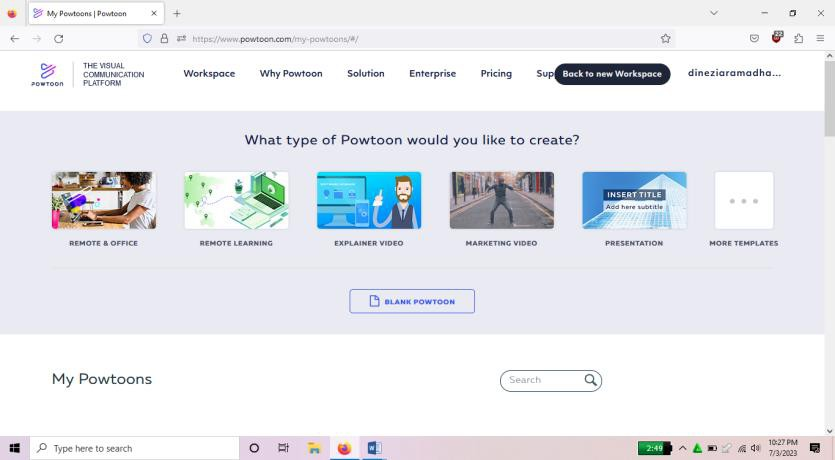 My Powtoons | Powtoon
https://www.powtoon.com/my-powtoons/#/
POWTOON
THE VISUAL
COMMUNICATION
PLATFORM
Workspace
Why Powtoon
Solution
Enterprise
Pricing
Sup
Back to new Workspace
dineziaramadha...
What type of Powtoon would you like to create?
INSERT TITLE
Add here subtitle
REMOTE & OFFICE
REMOTE LEARNING
EXPLAINER VIDEO
MARKETING VIDEO
PRESENTATION
MORE TEMPLATES
BLANK POWTOON
My Powtoons
Search
Type here to search
2:49
10:27 PM
7/3/2023